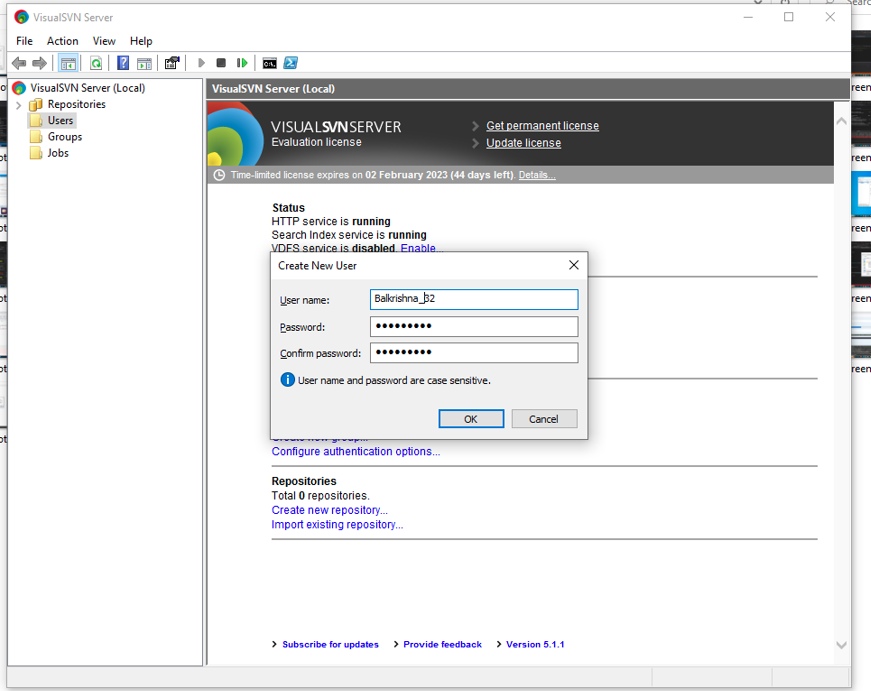 VisualSVN Server
File Action View Help
VisualSVN Server (Local)
Repositories
Users
Groups
Jobs
VisualSVN Server (Local)
VISUALSVNSERVER
Evaluation license
Get permanent license
Update license
Time-limited license expires on 02 February 2023 (44 days left). Details...
Status
HTTP service is running
Search Index service is running
VDFS service is disabled. Enable...
Create New User
User name: Balkrishna_32
Password: •••••••••
Confirm password: •••••••••
User name and password are case sensitive.
OK Cancel
Create new group...
Configure authentication options...
Repositories
Total 0 repositories.
Create new repository...
Import existing repository...
Subscribe for updates Provide feedback Version 5.1.1